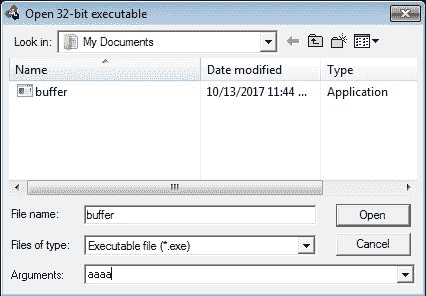 Open 32-bit executable
Look in: My Documents
Name Date modified Type
buffer 10/13/2017 11:44 ... Application
File name: buffer Open
Files of type: Executable file (*.exe) Cancel
Arguments: aaaa